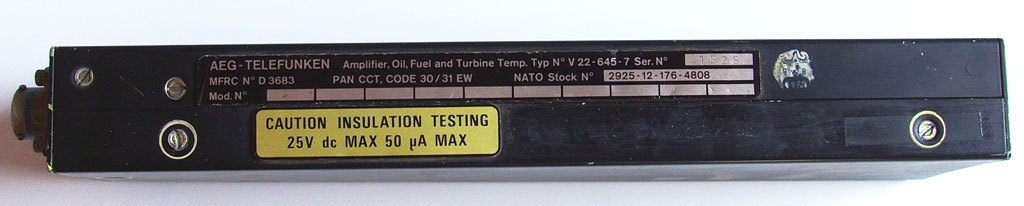 AEG-TELEFUNKEN Amplifier, Oil, Fuel and Turbine Temp. Typ N° V 22-645-7 Ser. N°
MFRC N° D 3683 PAN CCT, CODE 30/31 EW NATO Stock N° 2925-12-176-4808
Mod. N°
CAUTION INSULATION TESTING
25V dc MAX 50 µA MAX